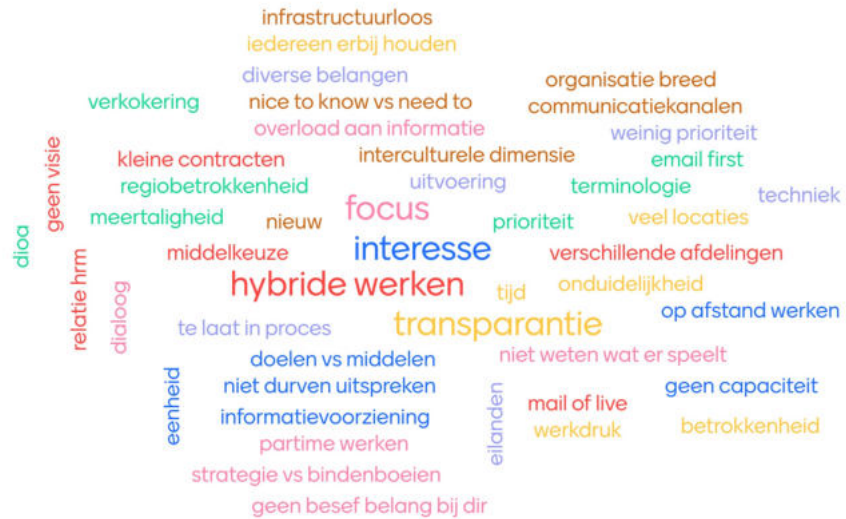 infrastructuurloos
iedereen erbij houden
diverse belangen
organisatie breed
verkokering
nice to know vs need to
communicatiekanalen
overload aan informatie
weinig prioriteit
geen visie
kleine contracten
interculturele dimensie
email first
regiobetrokkenheid
uitvoering
terminologie
techniek
focus
meertaligheid
nieuw
prioriteit
veel locaties
dioa
interesse
middelkeuze
verschillende afdelingen
relatie hrm
dialoog
hybride werken
tijd
onduidelijkheid
op afstand werken
te laat in proces
transparantie
doelen vs middelen
niet weten wat er speelt
eenheid
niet durven uitspreken
geen capaciteit
eilanden
mail of live
informatievoorziening
werkdruk
betrokkenheid
partime werken
strategie vs bindenboeien
geen besef belang bij dir